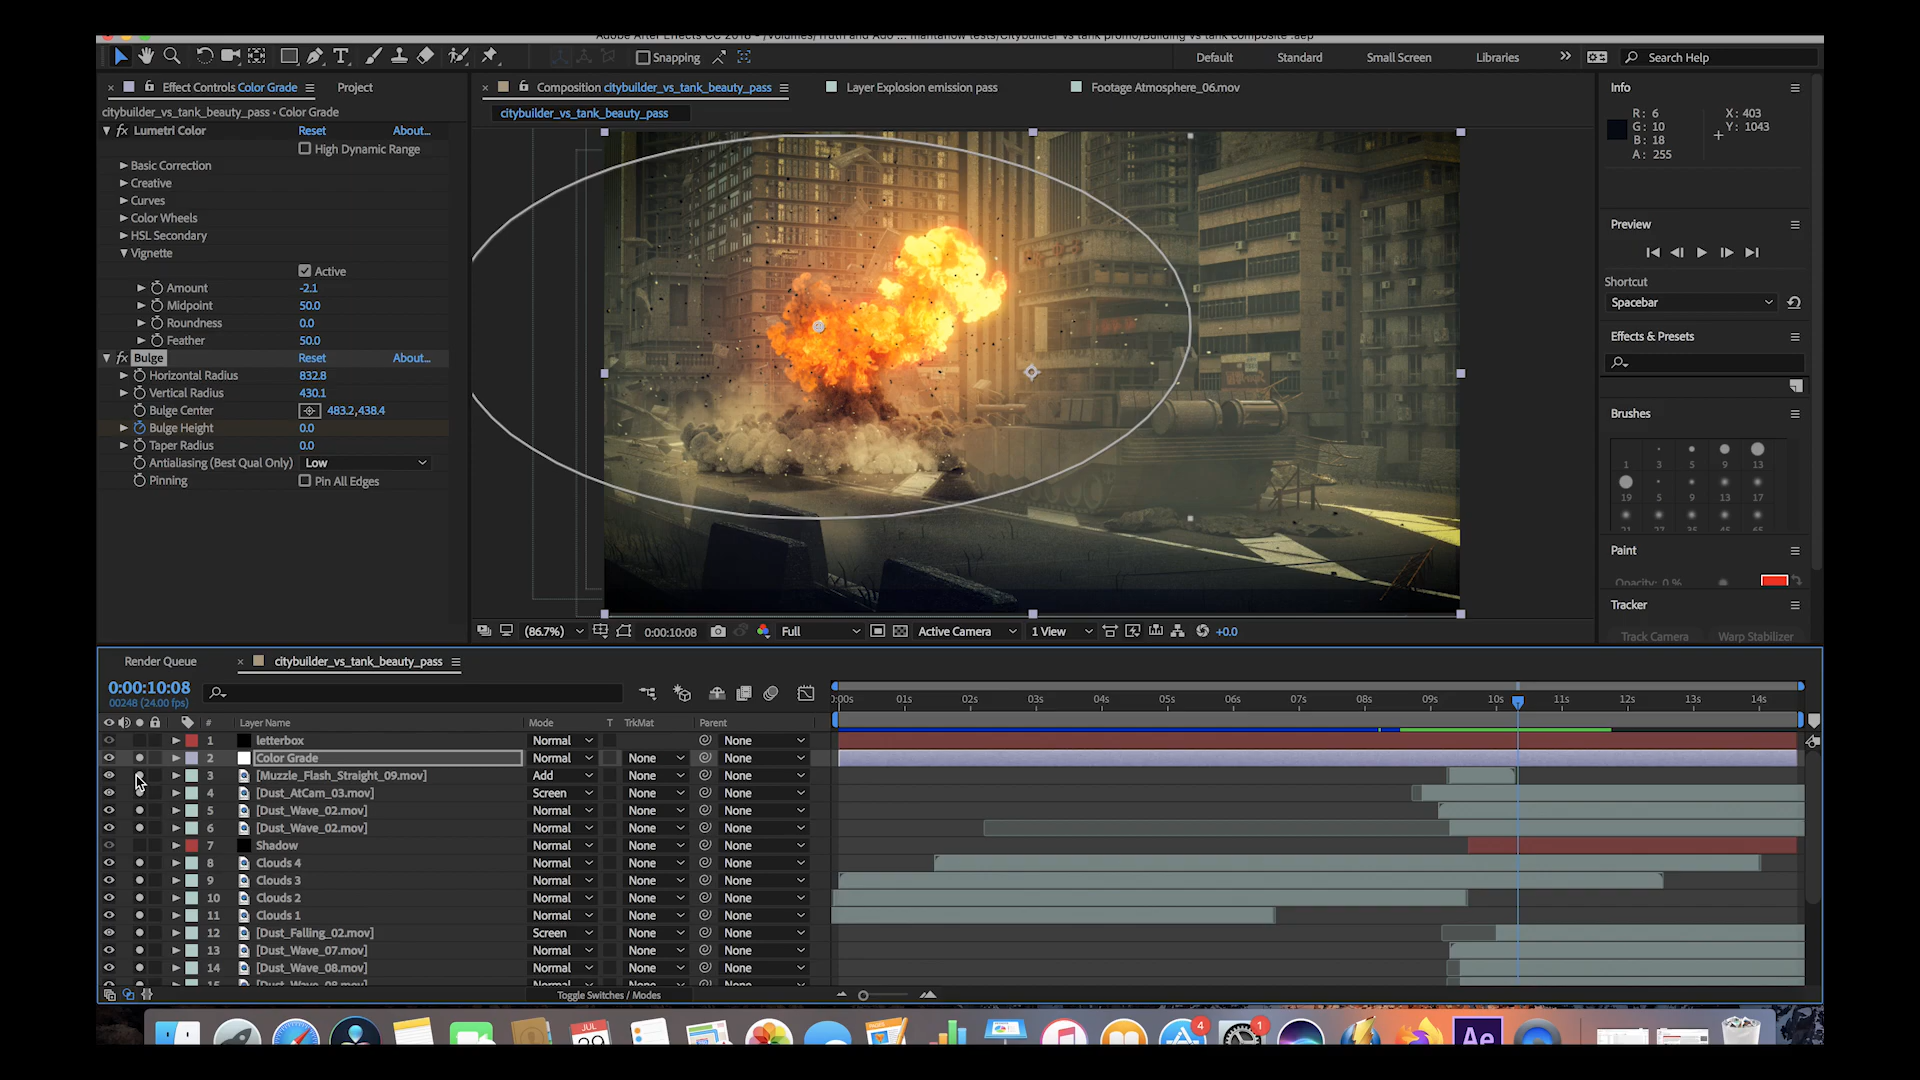 Adobe After Effects CC 2018 - /Volumes/Truth and Ado ... mantahow tests/Citybuilder vs tank promo/Building vs tank composite .aep
Snapping
Default
Standard
Small Screen
Libraries
Search Help
Effect Controls Color Grade
Project
Composition citybuilder_vs_tank_beauty_pass
Layer Explosion emission pass
Footage Atmosphere_06.mov
citybuilder_vs_tank_beauty_pass • Color Grade
citybuilder_vs_tank_beauty_pass
fx Lumetri Color Reset About...
High Dynamic Range
Basic Correction
Creative
Curves
Color Wheels
HSL Secondary
Vignette
Active
Amount -2.1
Midpoint 50.0
Roundness 0.0
Feather 50.0
fx Bulge Reset About...
Horizontal Radius 832.8
Vertical Radius 430.1
Bulge Center 483.2,438.4
Bulge Height 0.0
Taper Radius 0.0
Antialiasing (Best Qual Only) Low
Pinning Pin All Edges
(86.7%) 0:00:10:08 Full Active Camera 1 View +0.0
Info
R: 6
G: 10
B: 18
A: 255
X: 403
Y: 1043
Preview
Shortcut
Spacebar
Effects & Presets
Brushes
1 3 5 9 13
19 5 9 13 17
21 27 35 45 65
Paint
Opacity: 0 %
Tracker
Track Camera Warp Stabilizer
Render Queue
citybuilder_vs_tank_beauty_pass
0:00:10:08
00248 (24.00 fps)
:00s 01s 02s 03s 04s 05s 06s 07s 08s 09s 10s 11s 12s 13s 14s
# Layer Name Mode T TrkMat Parent
1 letterbox Normal None
2 Color Grade Normal None None
3 [Muzzle_Flash_Straight_09.mov] Add None None
4 [Dust_AtCam_03.mov] Screen None None
5 [Dust_Wave_02.mov] Normal None None
6 [Dust_Wave_02.mov] Normal None None
7 Shadow Normal None None
8 Clouds 4 Normal None None
9 Clouds 3 Normal None None
10 Clouds 2 Normal None None
11 Clouds 1 Normal None None
12 [Dust_Falling_02.mov] Screen None None
13 [Dust_Wave_07.mov] Normal None None
14 [Dust_Wave_08.mov] Normal None None
15 [Dust_Wave_08.mov] Normal None None
Toggle Switches / Modes
JUL
29
PAGES
4
1
Ae